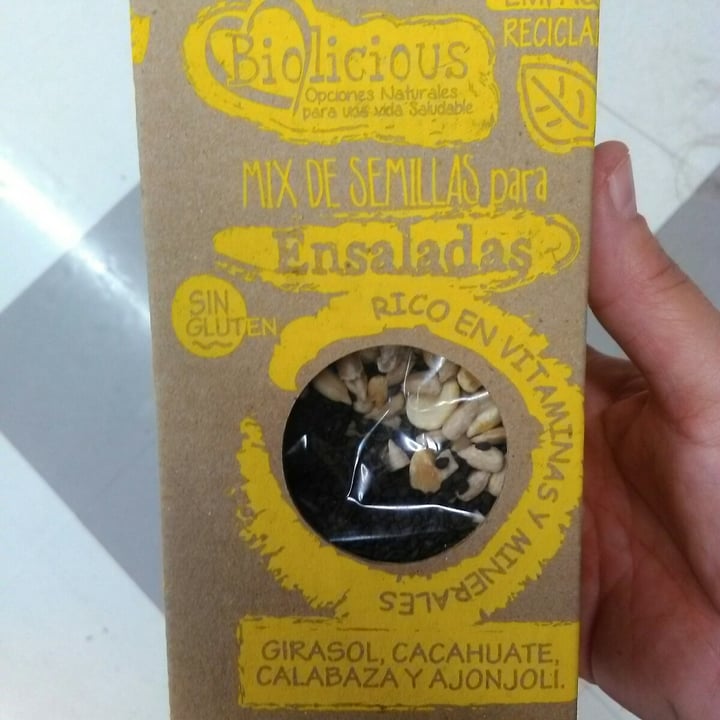 Biolicious
Opciones Naturales
para una vida Saludable
RECICLA
MIX DE SEMILLAS para
Ensaladas
SIN
GLUTEN
RICO EN VITAMINAS Y MINERALES
GIRASOL, CACAHUATE,
CALABAZA Y AJONJOLI.